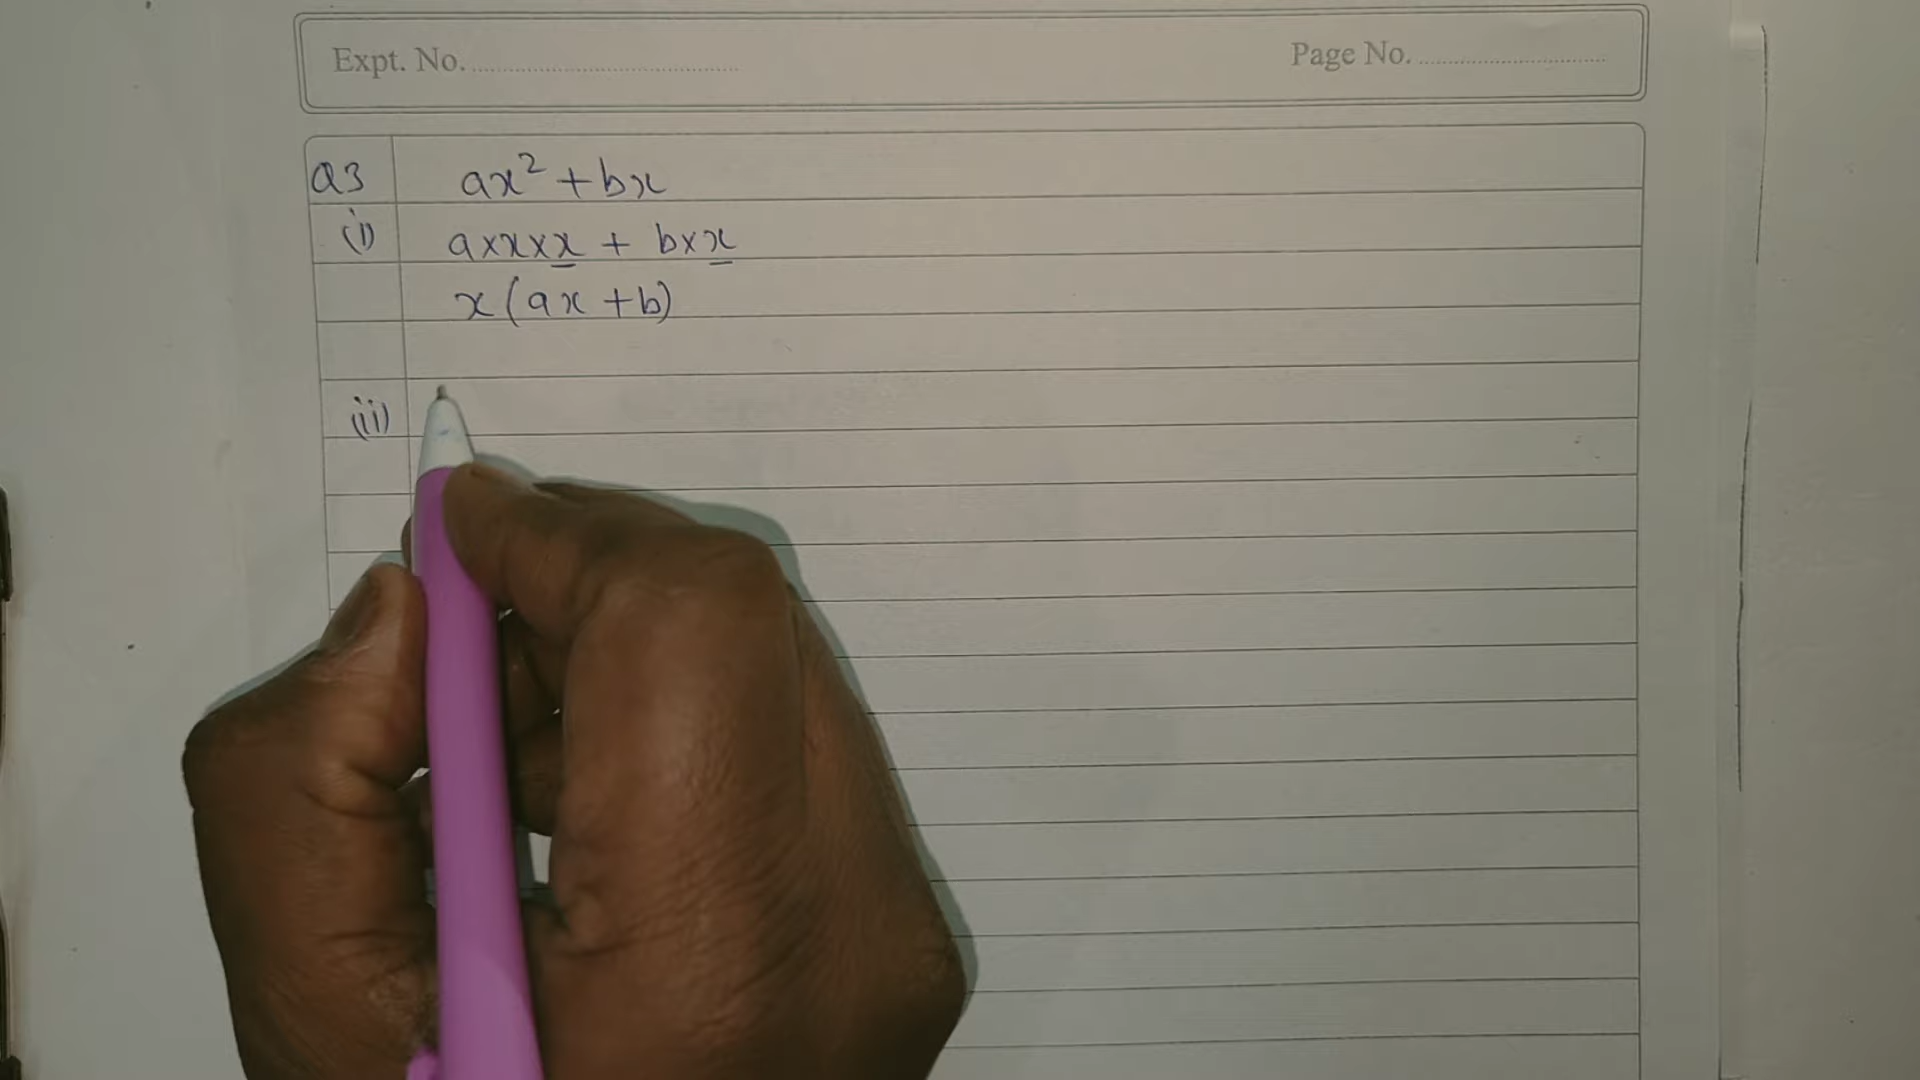 Expt. No. Page No.
Q3 ax² + bx
(i) a×x×x + b×x
x(ax + b)
(ii)